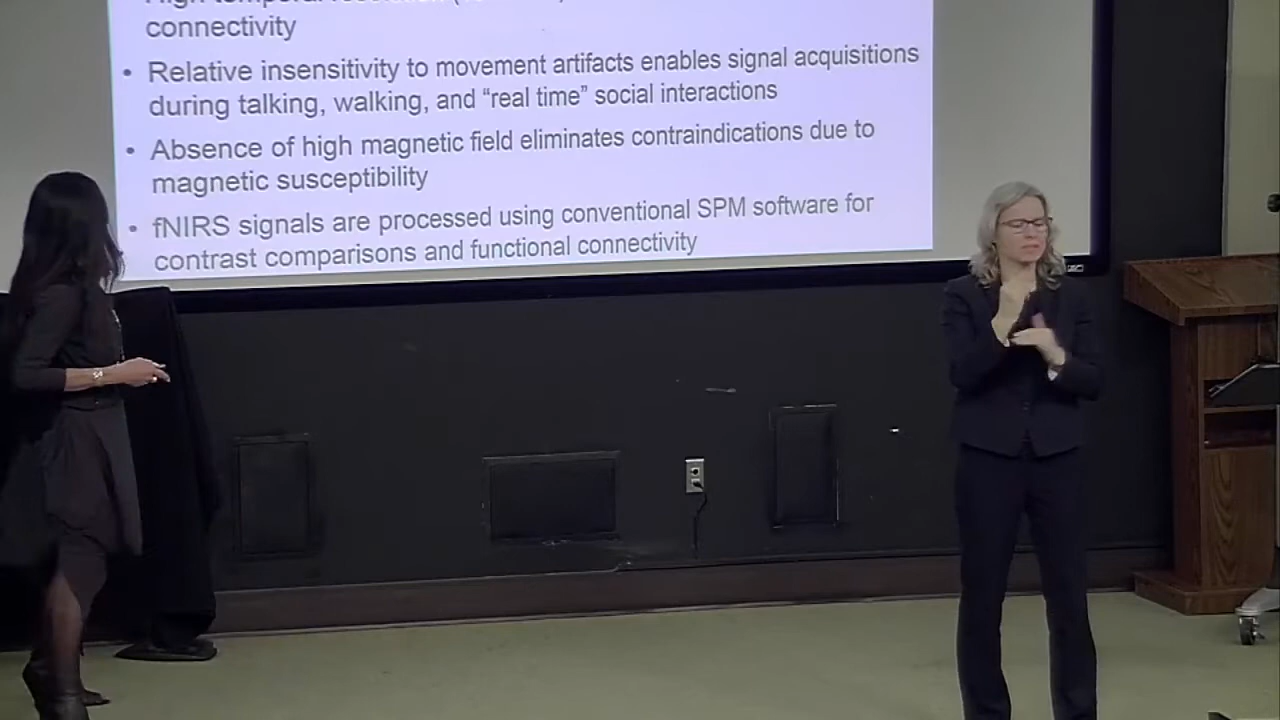 connectivity
• Relative insensitivity to movement artifacts enables signal acquisitions
during talking, walking, and “real time” social interactions
• Absence of high magnetic field eliminates contraindications due to
magnetic susceptibility
• fNIRS signals are processed using conventional SPM software for
contrast comparisons and functional connectivity